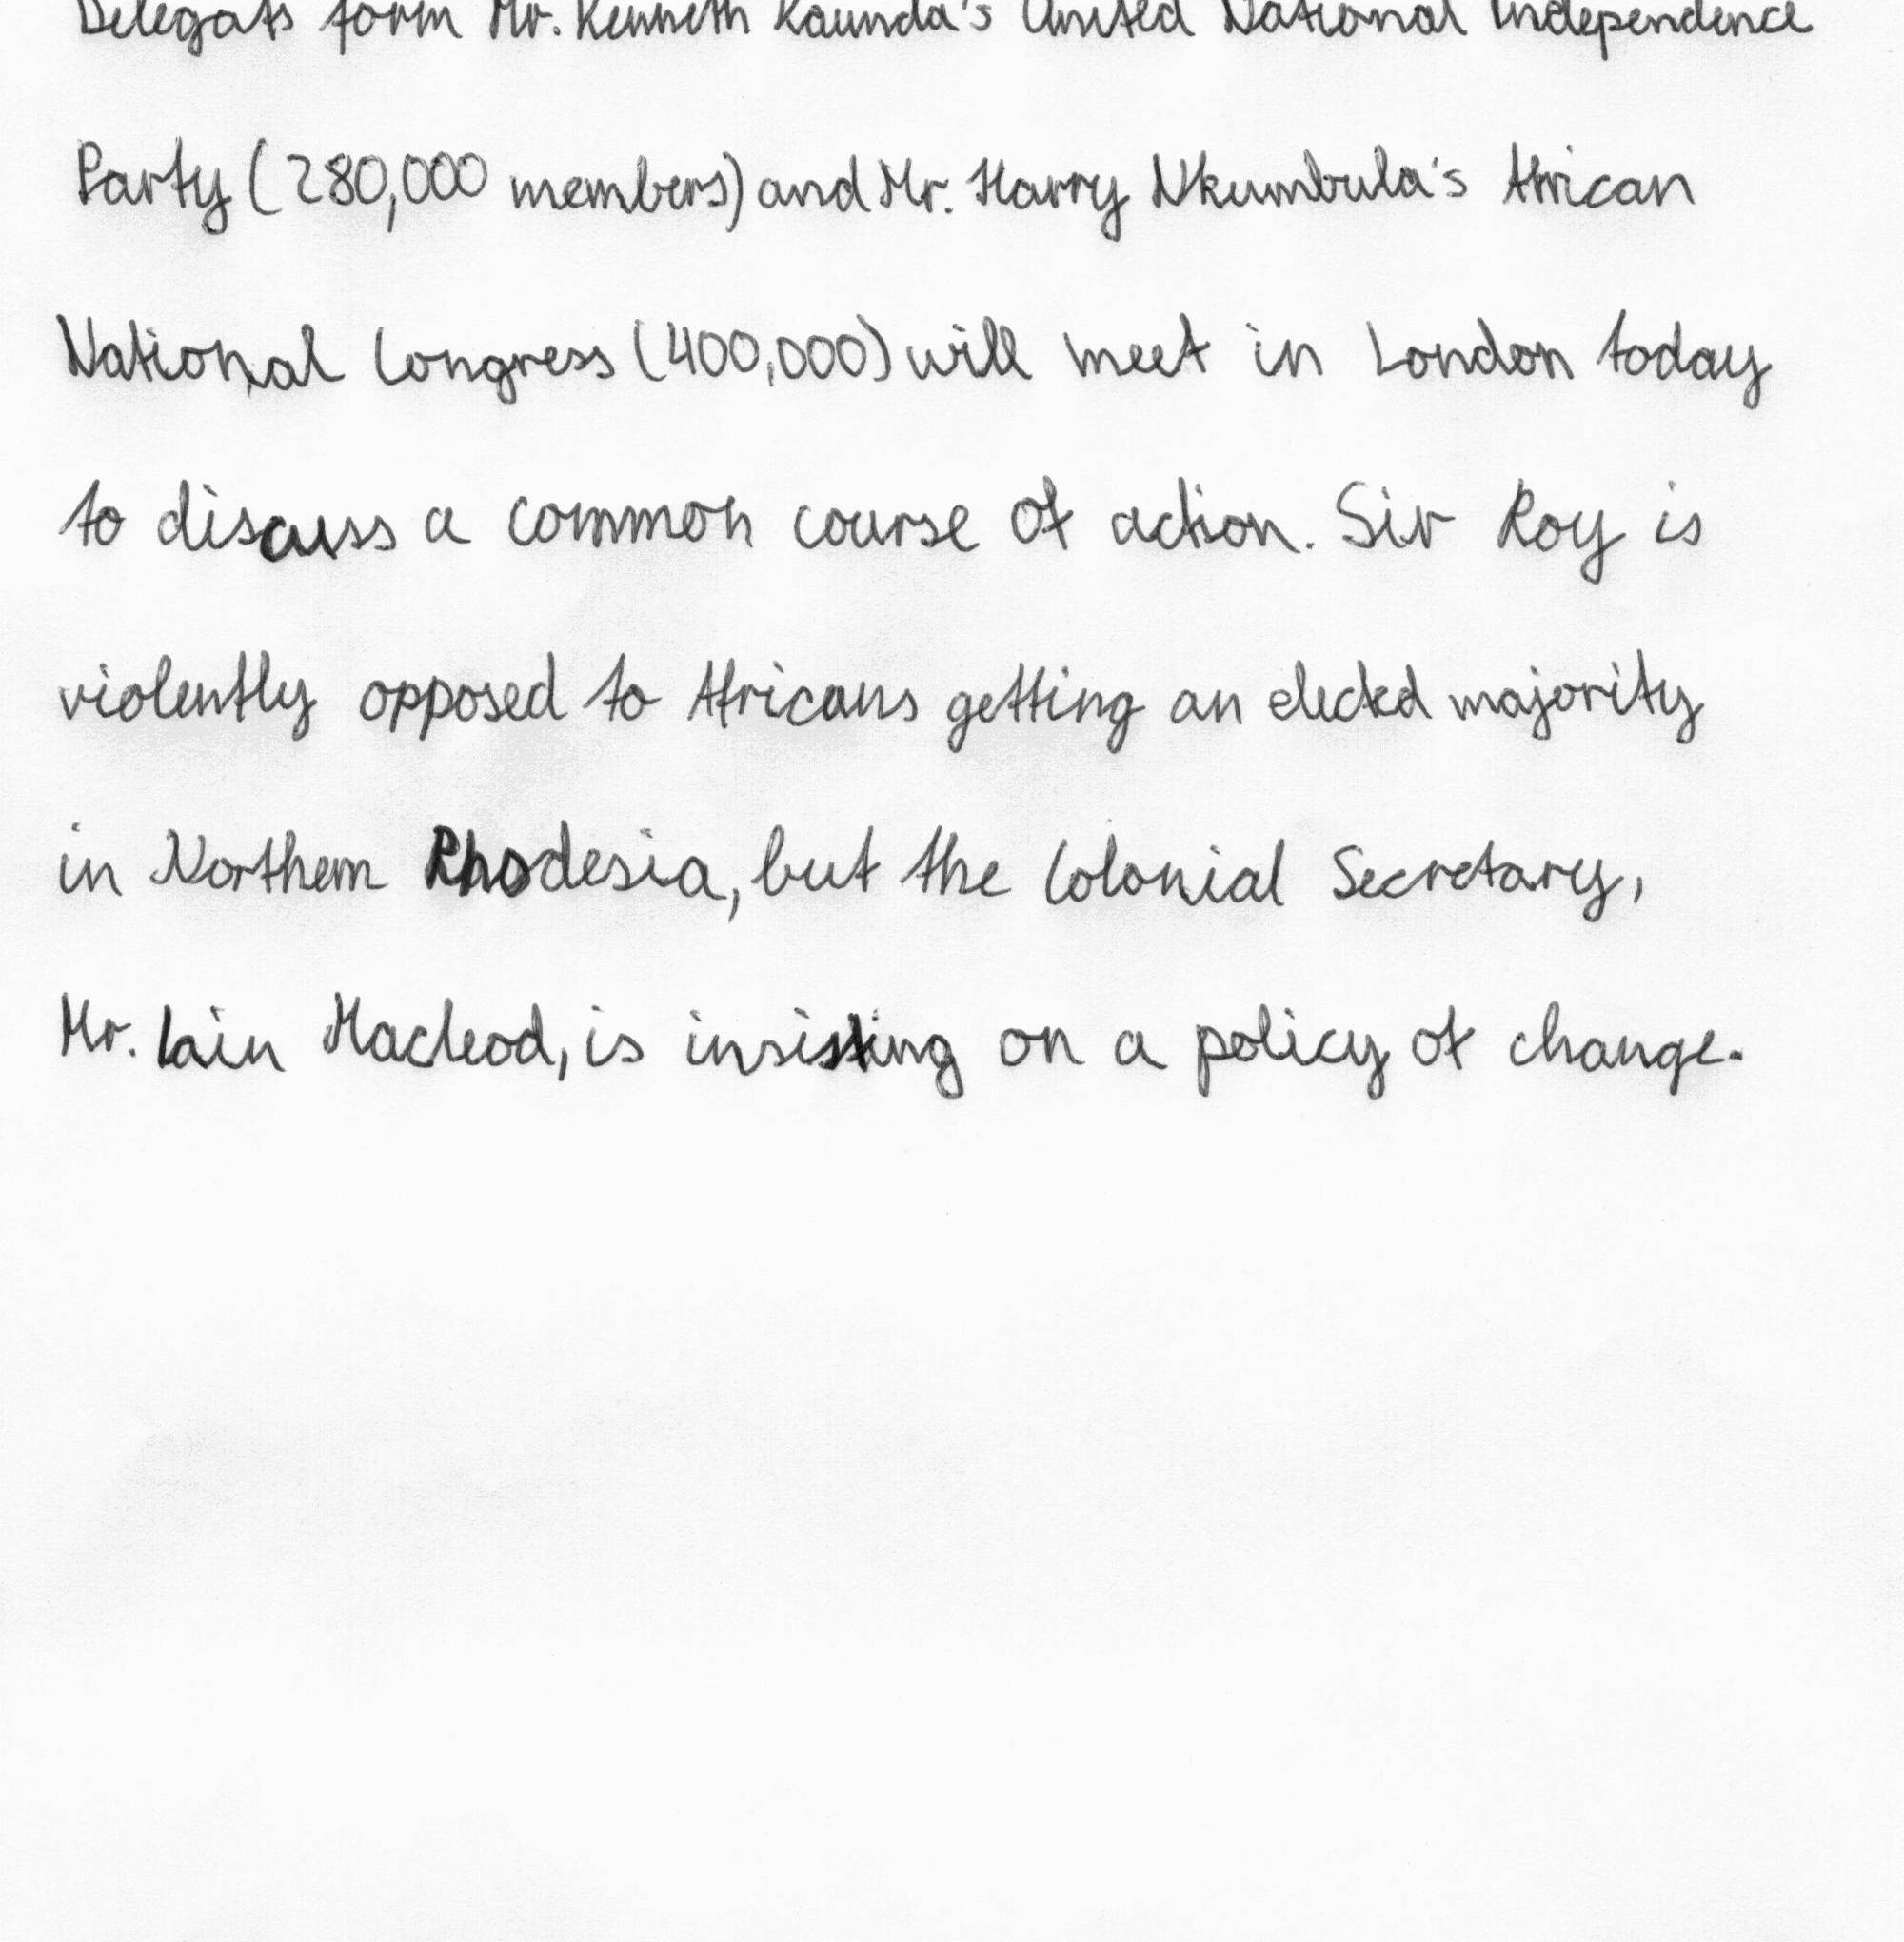 Delegats form Mr. Kenneth Kaunda's United National Independence
Party (280,000 members) and Mr. Harry Nkumbula's African
National Congress (400,000) will meet in London today
to discuss a common course of action. Sir Roy is
violently opposed to Africans getting an elected majority
in Northern Rhodesia, but the Colonial Secretary,
Mr. Iain Macleod, is insisting on a policy of change.